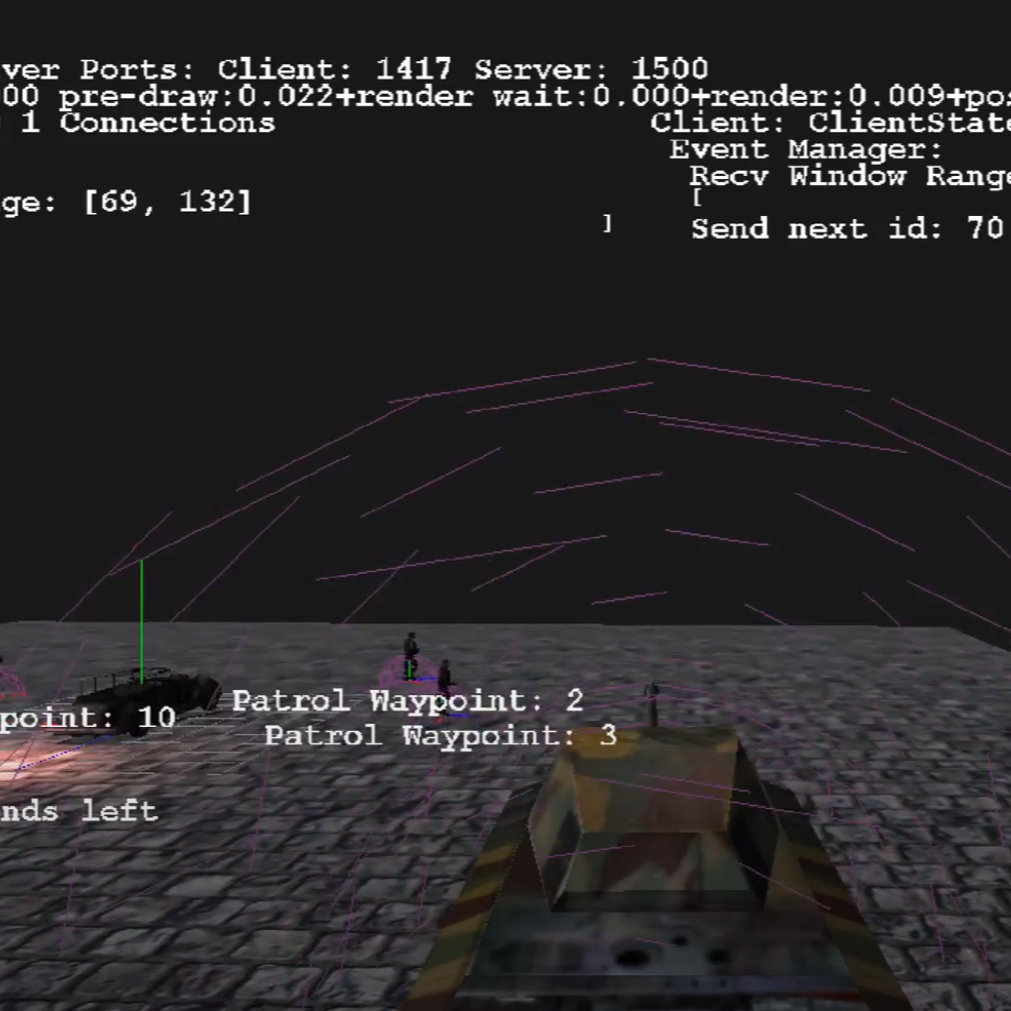 ver Ports: Client: 1417 Server: 1500
00 pre-draw:0.022+render wait:0.000+render:0.009+pos
1 Connections
Client: ClientState
Event Manager:
Recv Window Range
ge: [69, 132]
[
]
Send next id: 70
Patrol Waypoint: 2
point: 10
Patrol Waypoint: 3
nds left